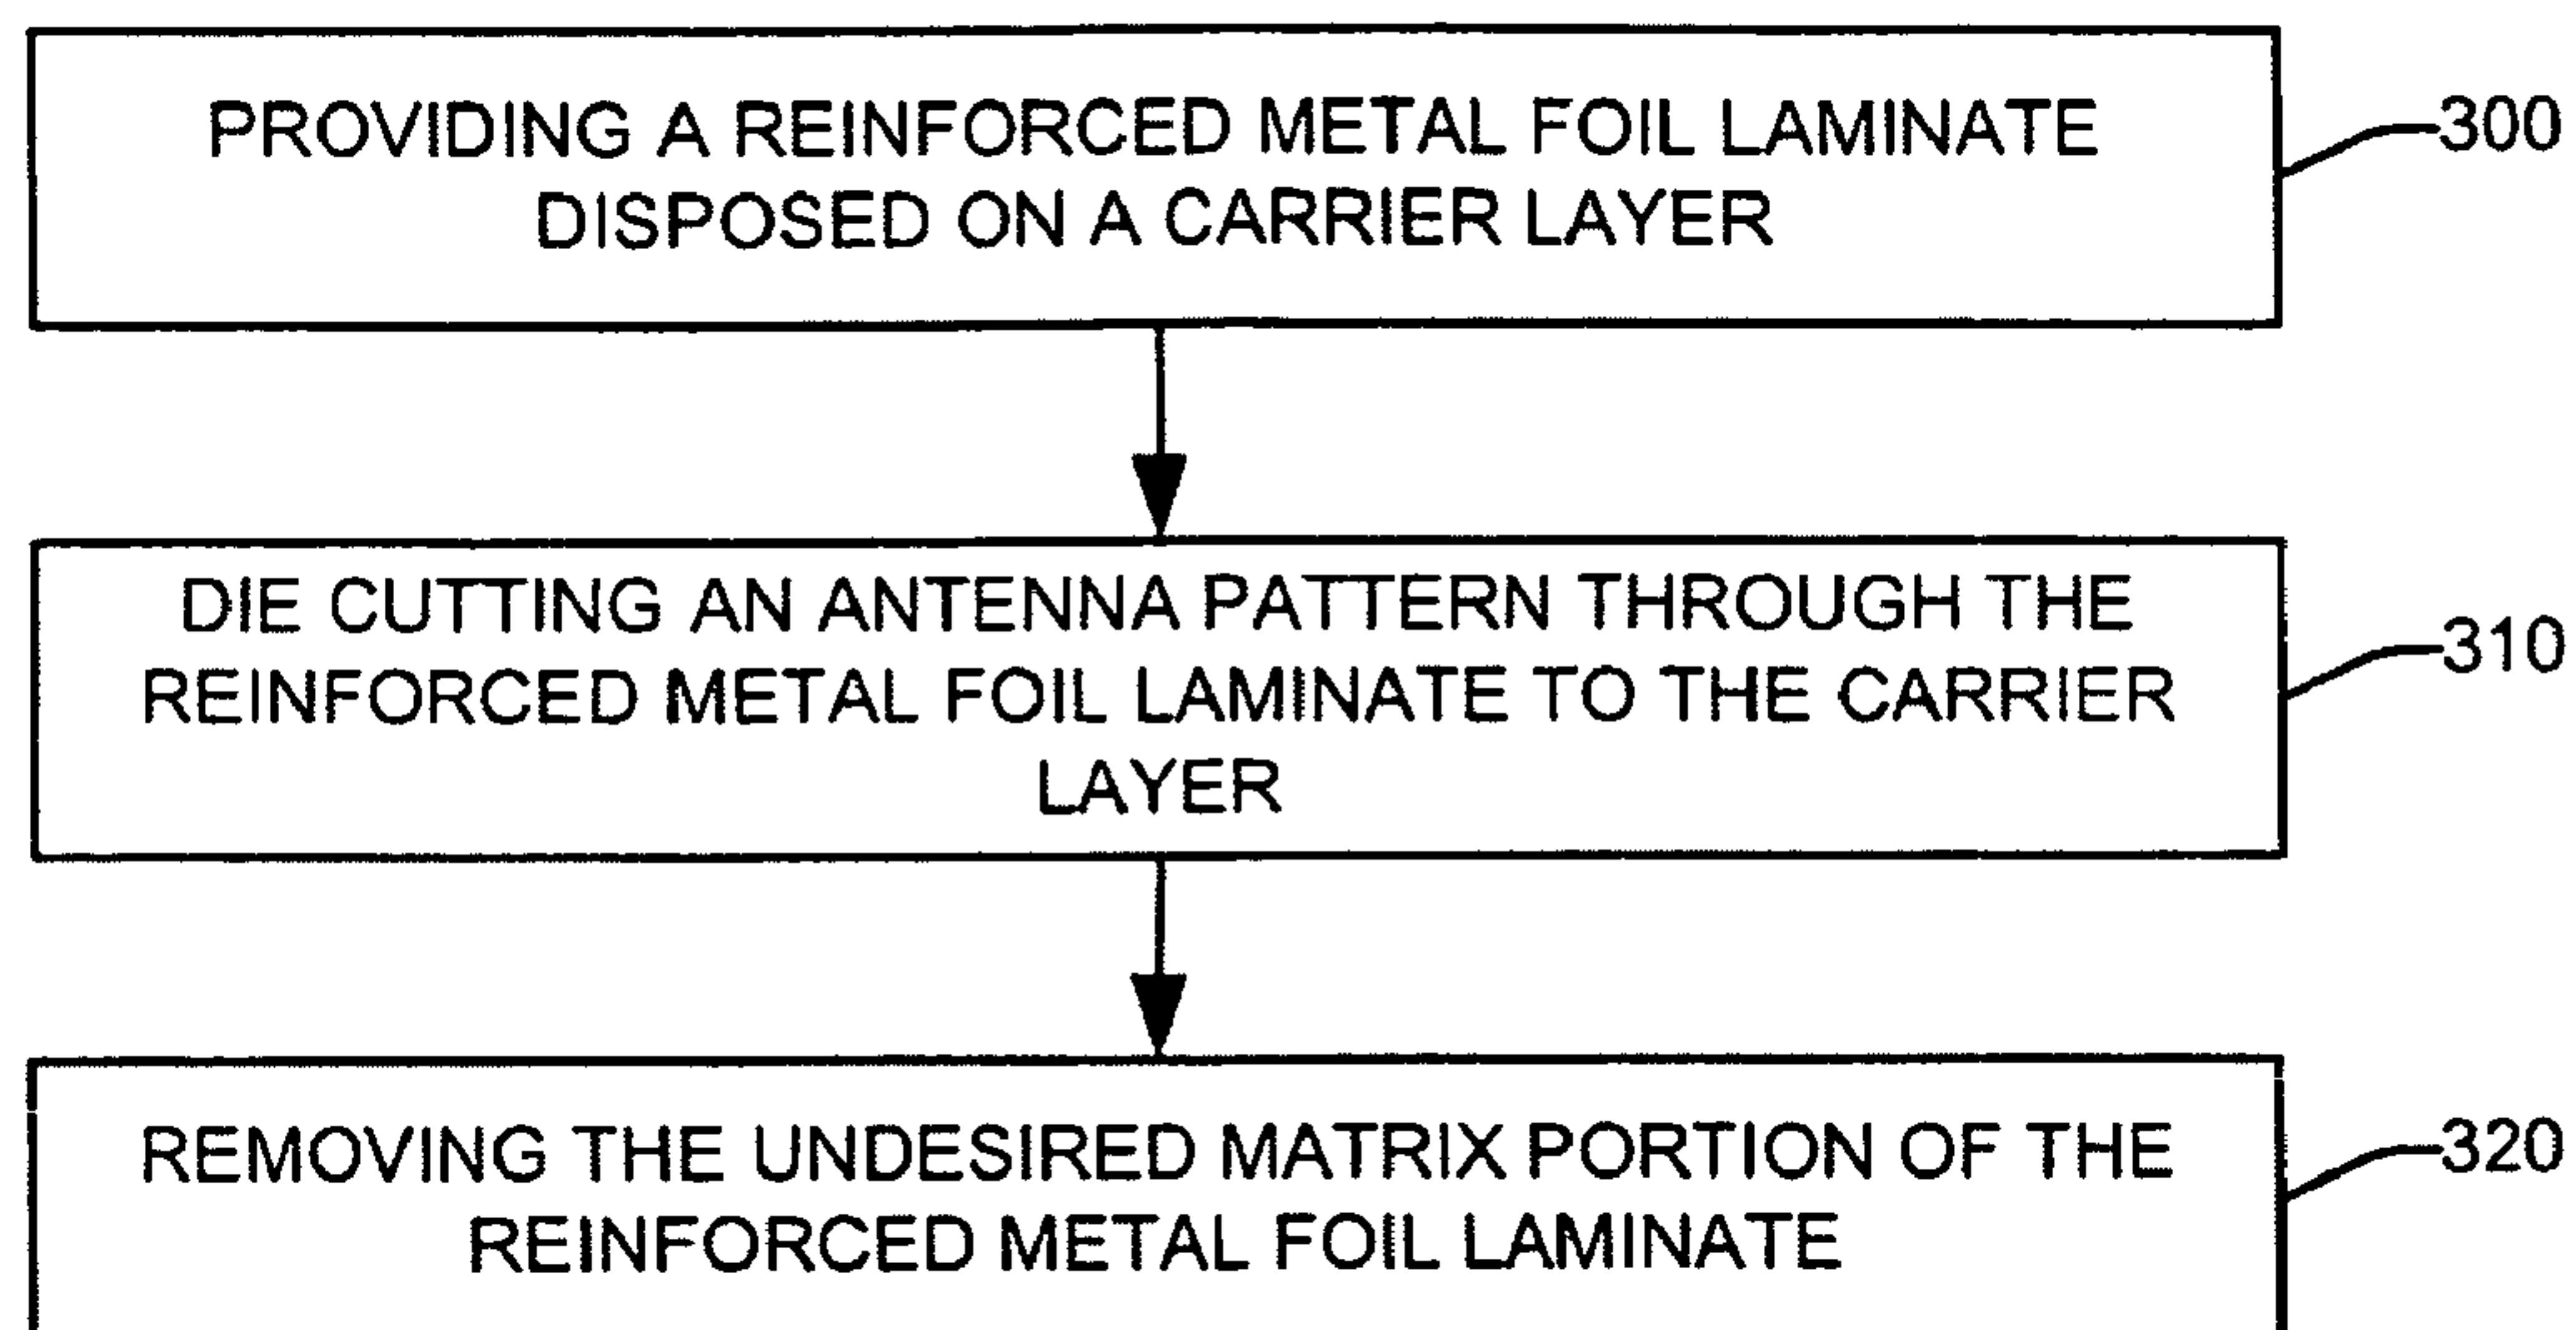 PROVIDING A REINFORCED METAL FOIL LAMINATE
DISPOSED ON A CARRIER LAYER
300
DIE CUTTING AN ANTENNA PATTERN THROUGH THE
REINFORCED METAL FOIL LAMINATE TO THE CARRIER
LAYER
310
REMOVING THE UNDESIRED MATRIX PORTION OF THE
REINFORCED METAL FOIL LAMINATE
320